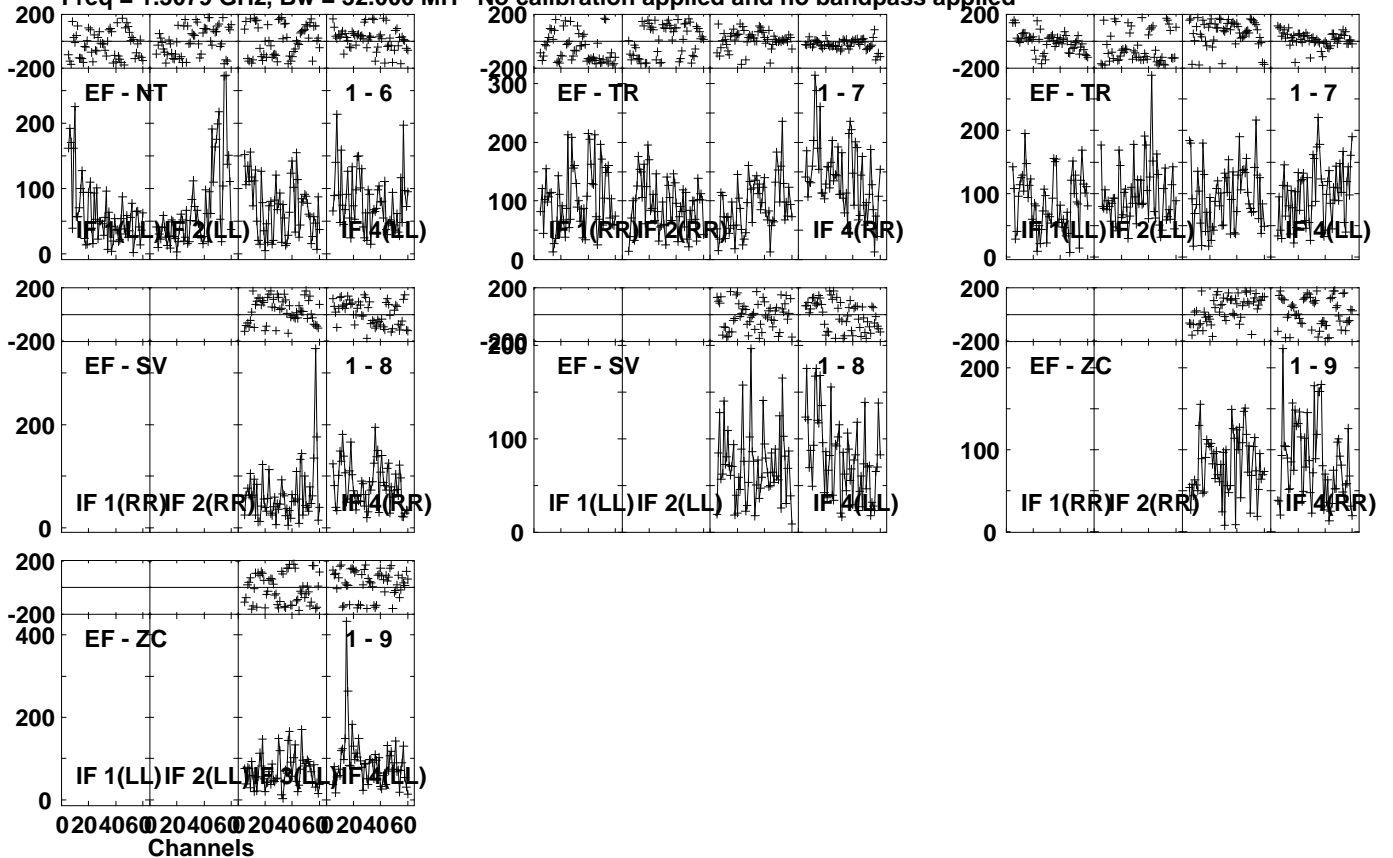 Freq = 1.5079 GHz, Bw = 32.000 MH No calibration applied and no bandpass applied
200
-200
EF - NT
1 - 6
200
100
0
IF 1(LL) IF 2(LL) IF 4(LL)
200
-200
300
EF - TR
1 - 7
200
100
0
IF 1(RR) IF 2(RR) IF 4(RR)
200
-200
EF - TR
1 - 7
200
100
0
IF 1(LL) IF 2(LL) IF 4(LL)
200
-200
EF - SV
1 - 8
200
0
IF 1(RR) IF 2(RR) IF 4(RR)
200
-200
200
EF - SV
1 - 8
100
0
IF 1(LL) IF 2(LL) IF 4(LL)
200
-200
EF - ZC
1 - 9
200
100
0
IF 1(RR) IF 2(RR) IF 4(RR)
200
-200
EF - ZC
1 - 9
400
200
0
IF 1(LL) IF 2(LL) IF 3(LL) IF 4(LL)
0 20 40 60 0 20 40 60 0 20 40 60 0 20 40 60
Channels